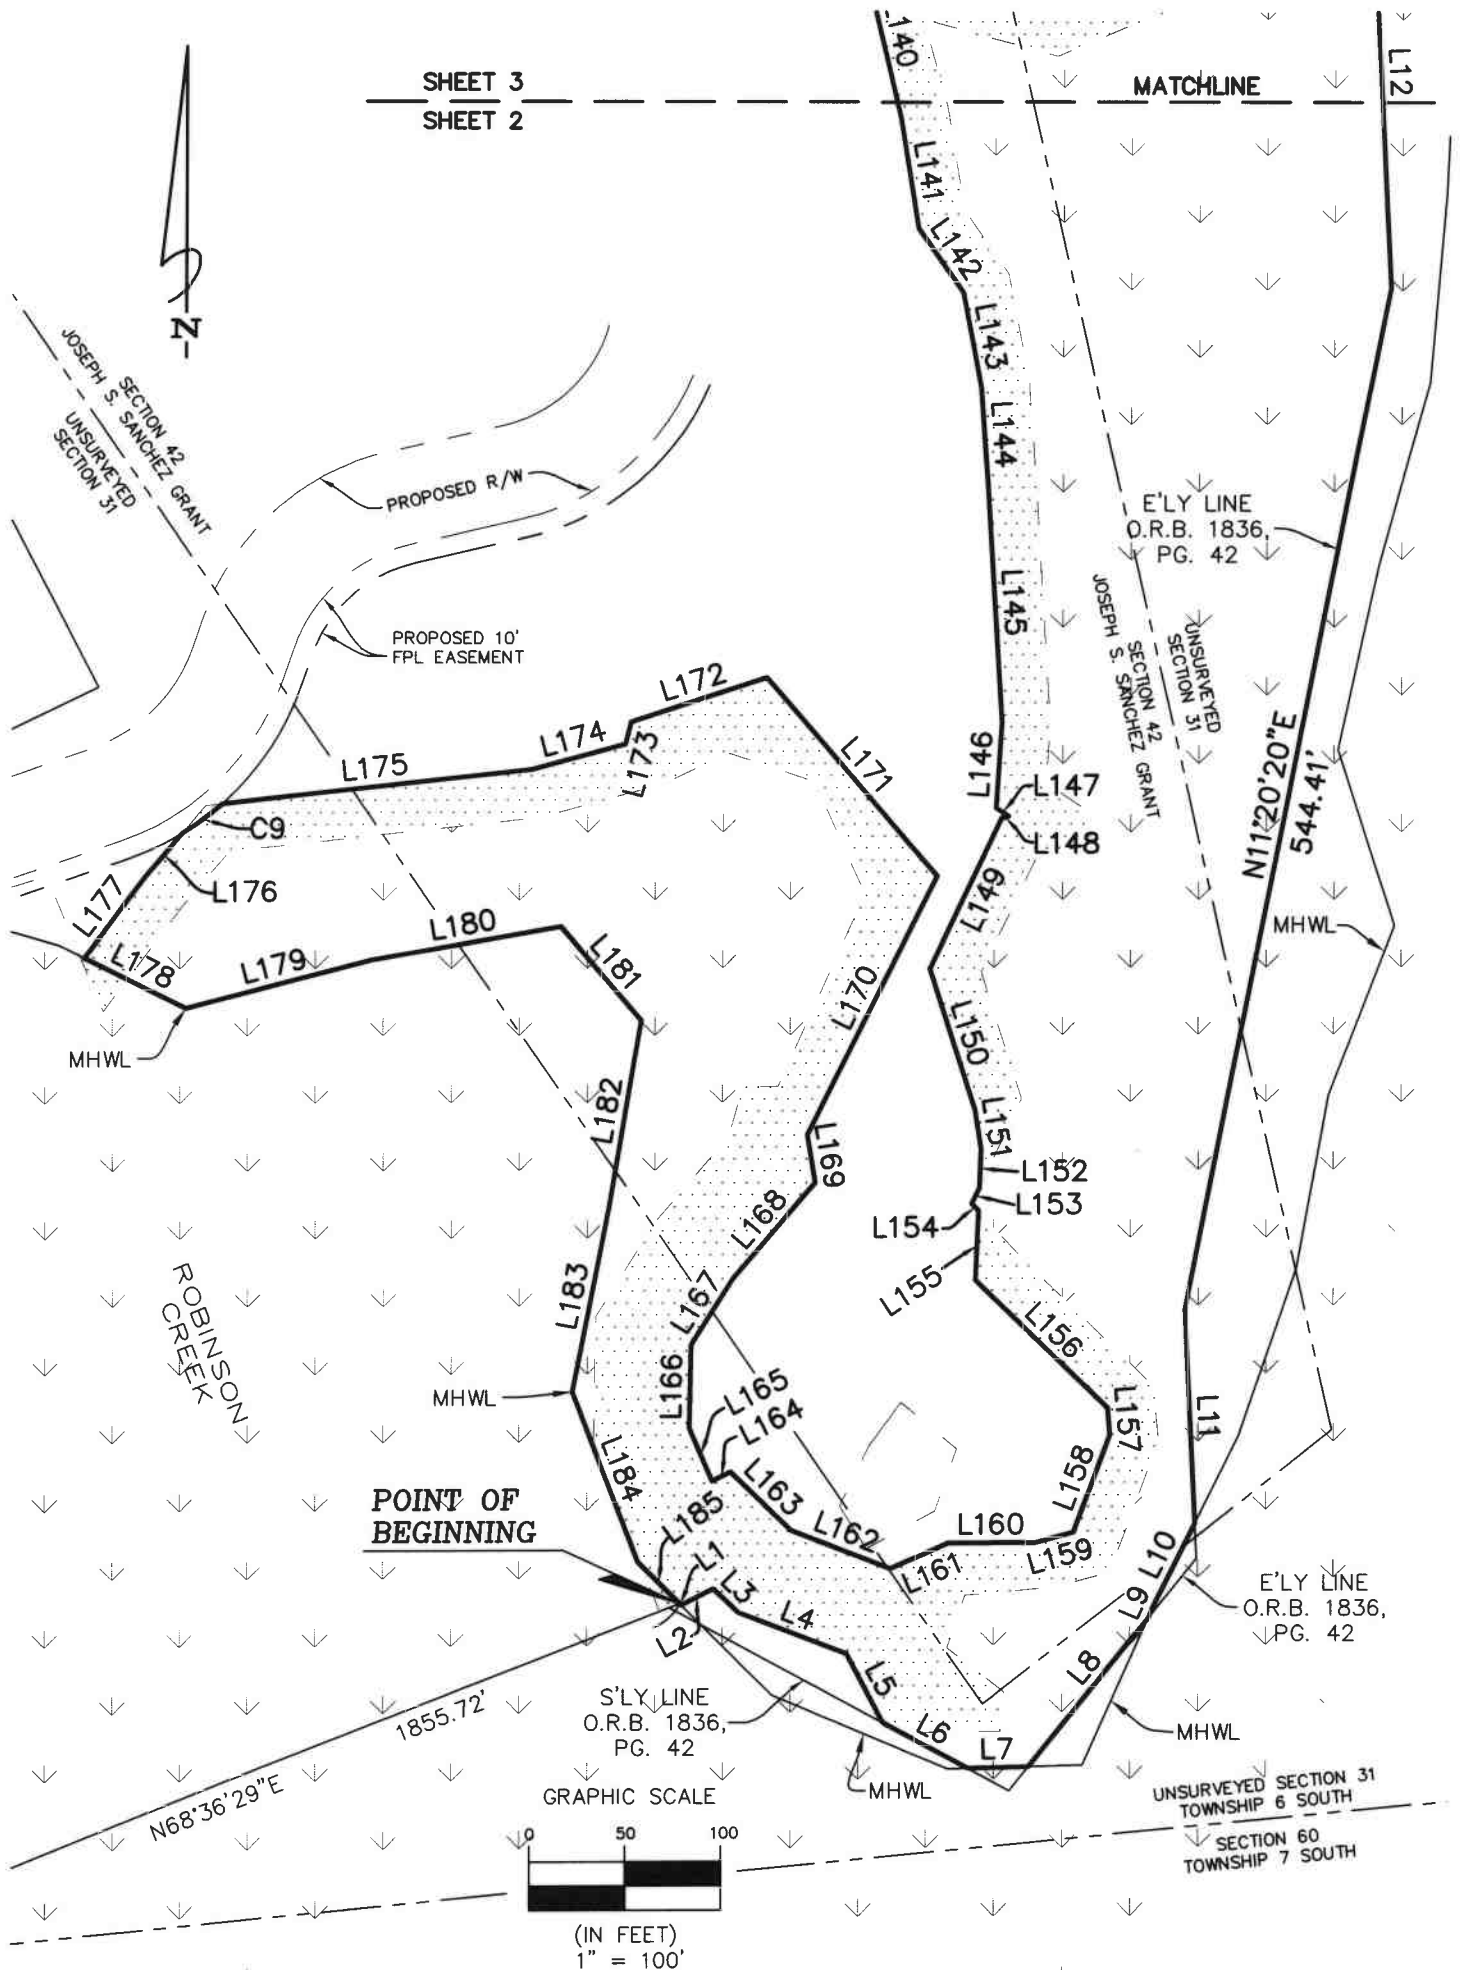 SHEET 3
SHEET 2
MATCHLINE
L140
L12
L141
L142
L143
L144
L145
N
SECTION 42
JOSEPH S. SANCHEZ GRANT
UNSURVEYED
SECTION 31
PROPOSED R/W
PROPOSED 10'
FPL EASEMENT
E'LY LINE
O.R.B. 1836,
PG. 42
UNSURVEYED
SECTION 31
SECTION 42
JOSEPH S. SANCHEZ GRANT
N11°20'20"E
544.41'
L172
L173
L174
L175
L171
L146
L147
L148
L149
C9
L176
L177
L178
L179
L180
L181
L170
L150
MHWL
MHWL
L182
L169
L151
L152
L153
L154
L155
L168
L167
L183
L156
ROBINSON
CREEK
MHWL
L166
L165
L164
L163
L162
L161
L160
L159
L158
L157
L11
L184
L185
POINT OF
BEGINNING
L1
L2
L3
L4
L5
L6
L7
L8
L9
L10
E'LY LINE
O.R.B. 1836,
PG. 42
S'LY LINE
O.R.B. 1836,
PG. 42
MHWL
MHWL
1855.72'
N68°36'29"E
GRAPHIC SCALE
0 50 100
(IN FEET)
1" = 100'
UNSURVEYED SECTION 31
TOWNSHIP 6 SOUTH
SECTION 60
TOWNSHIP 7 SOUTH